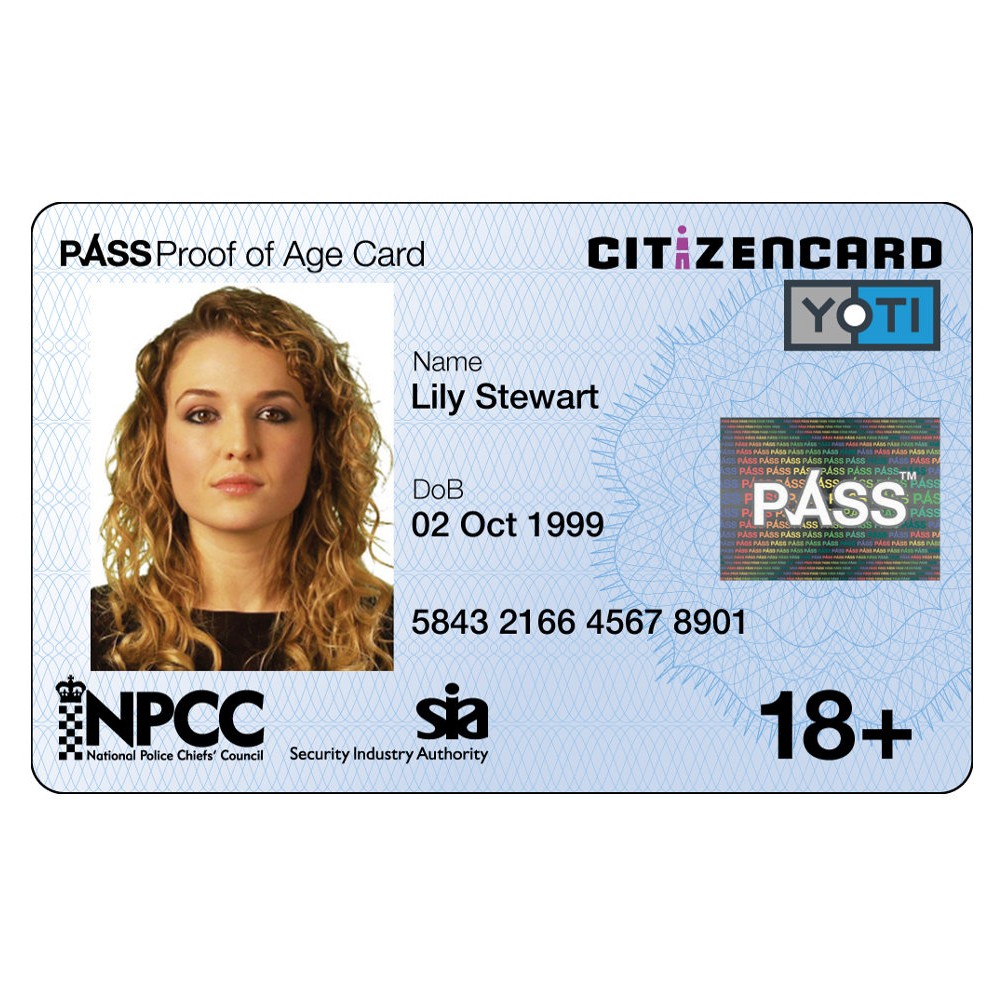 PASS Proof of Age Card
CITiZENCARD
YOTI
Name
Lily Stewart
DoB
02 Oct 1999
PASS™
5843 2166 4567 8901
NPCC
National Police Chiefs' Council
sia
Security Industry Authority
18+